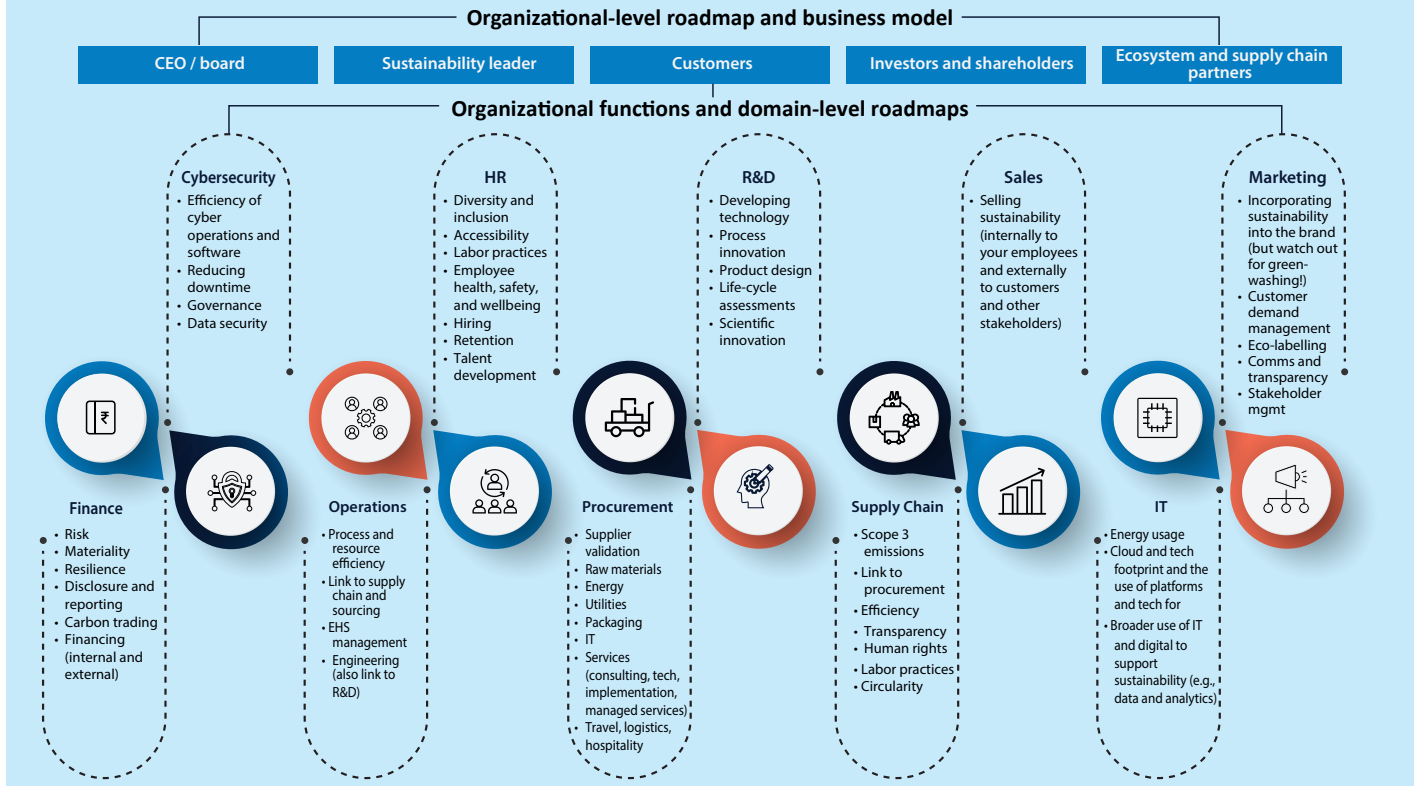 Organizational-level roadmap and business model
CEO / board
Sustainability leader
Customers
Investors and shareholders
Ecosystem and supply chain
partners
Organizational functions and domain-level roadmaps
Cybersecurity
• Efficiency of
cyber
operations and
software
• Reducing
downtime
• Governance
• Data security
HR
• Diversity and
inclusion
• Accessibility
• Labor practices
• Employee
health, safety,
and wellbeing
• Hiring
• Retention
• Talent
development
R&D
• Developing
technology
• Process
innovation
• Product design
• Life-cycle
assessments
• Scientific
innovation
Sales
• Selling
sustainability
(internally to
your employees
and externally
to customers
and other
stakeholders)
Marketing
• Incorporating
sustainability
into the brand
(but watch out
for green-
washing!)
• Customer
demand
management
• Eco-labelling
• Comms and
transparency
• Stakeholder
mgmt
₹
Finance
• Risk
• Materiality
• Resilience
• Disclosure and
reporting
• Carbon trading
• Financing
(internal and
external)
Operations
• Process and
resource
efficiency
• Link to supply
chain and
sourcing
• EHS
management
• Engineering
(also link to
R&D)
Procurement
• Supplier
validation
• Raw materials
• Energy
• Utilities
• Packaging
• IT
• Services
(consulting, tech,
implementation,
managed services)
• Travel, logistics,
hospitality
Supply Chain
• Scope 3
emissions
• Link to
procurement
• Efficiency
• Transparency
• Human rights
• Labor practices
• Circularity
IT
• Energy usage
• Cloud and tech
footprint and the
use of platforms
and tech for
• Broader use of IT
and digital to
support
sustainability (e.g.,
data and analytics)